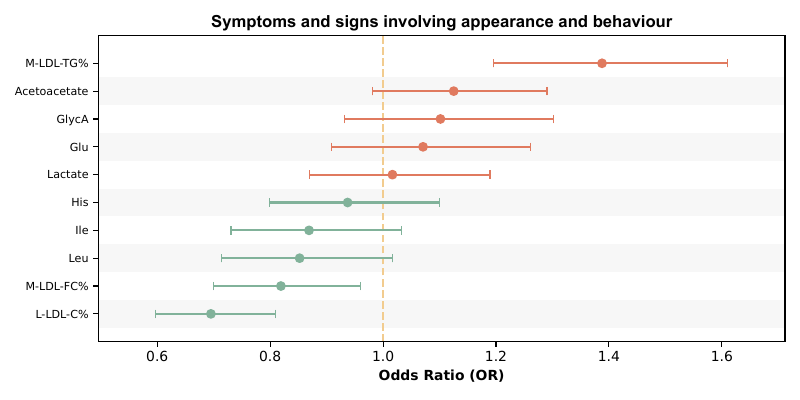 Symptoms and signs involving appearance and behaviour
M-LDL-TG%
Acetoacetate
GlycA
Glu
Lactate
His
Ile
Leu
M-LDL-FC%
L-LDL-C%
0.6 0.8 1.0 1.2 1.4 1.6
Odds Ratio (OR)